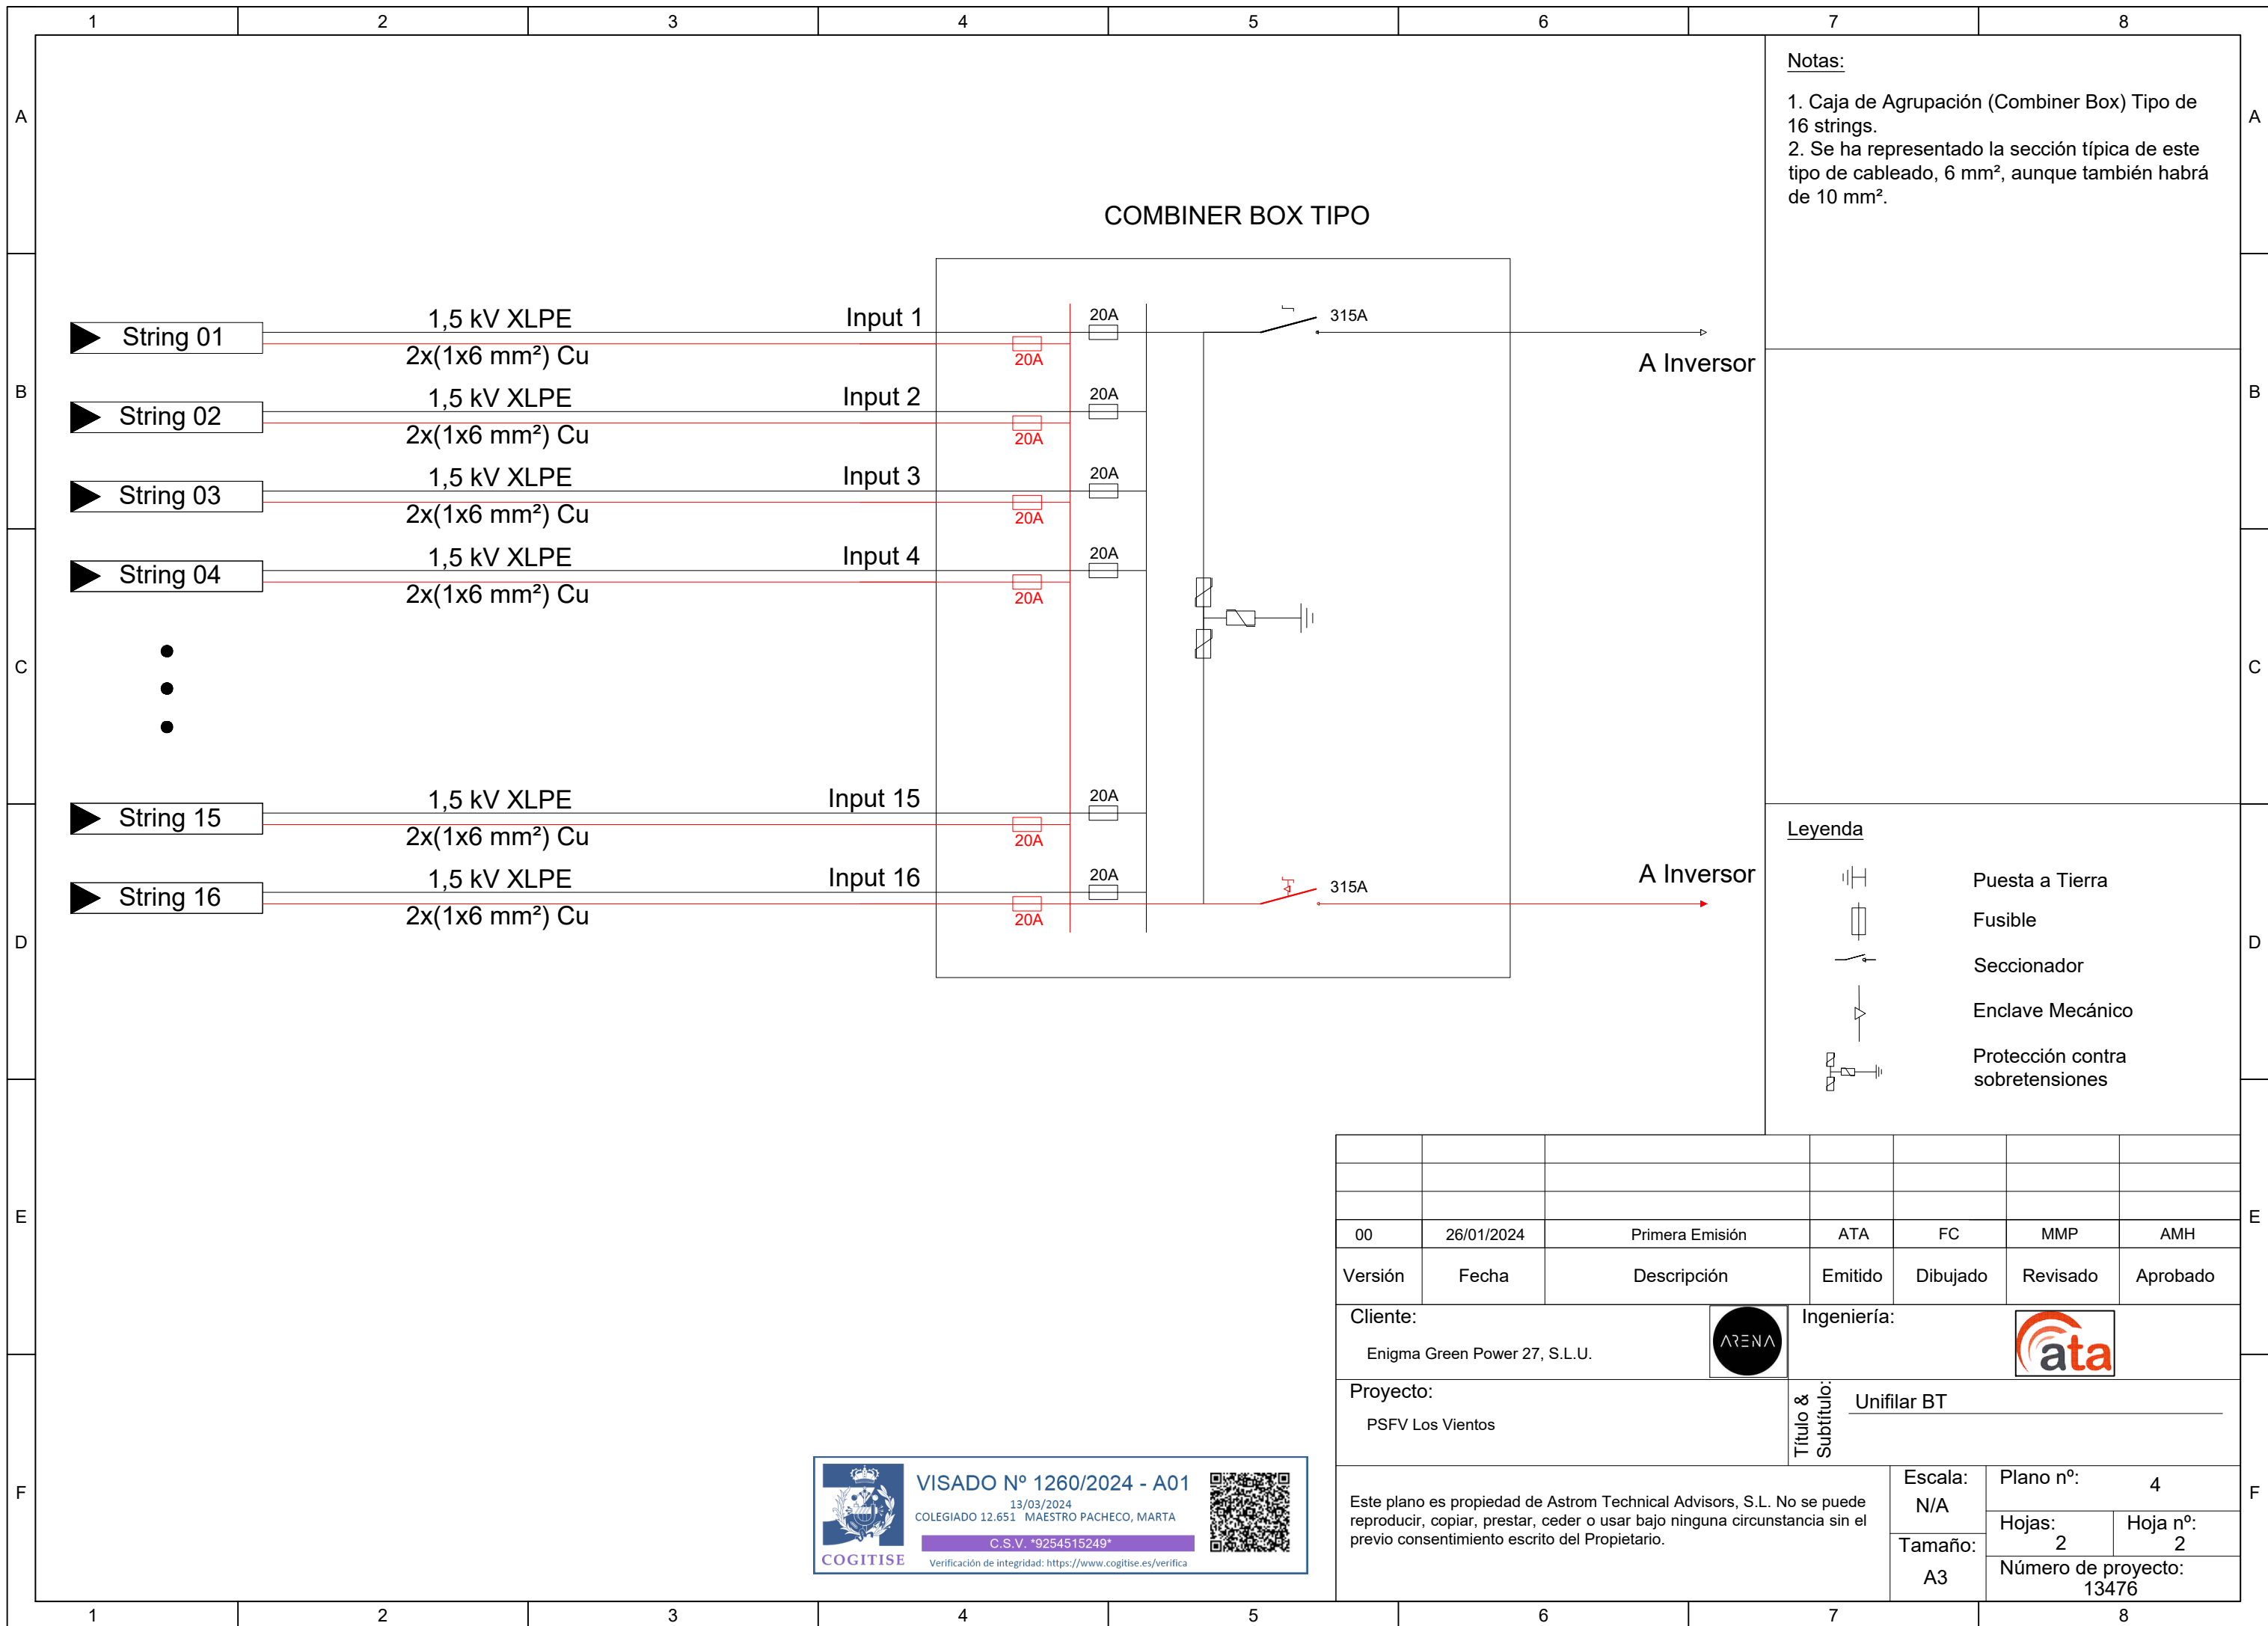 1 2 3 4 5 6 7 8
A A
B B
C C
D D
E E
F F
Notas:
1. Caja de Agrupación (Combiner Box) Tipo de
16 strings.
2. Se ha representado la sección típica de este
tipo de cableado, 6 mm², aunque también habrá
de 10 mm².
COMBINER BOX TIPO
String 01 1,5 kV XLPE Input 1 20A 315A
2x(1x6 mm²) Cu 20A A Inversor
String 02 1,5 kV XLPE Input 2 20A
2x(1x6 mm²) Cu 20A
String 03 1,5 kV XLPE Input 3 20A
2x(1x6 mm²) Cu 20A
String 04 1,5 kV XLPE Input 4 20A
2x(1x6 mm²) Cu 20A
String 15 1,5 kV XLPE Input 15 20A
2x(1x6 mm²) Cu 20A
String 16 1,5 kV XLPE Input 16 20A 315A A Inversor
2x(1x6 mm²) Cu 20A
Leyenda
Puesta a Tierra
Fusible
Seccionador
Enclave Mecánico
Protección contra
sobretensiones
00 26/01/2024 Primera Emisión ATA FC MMP AMH
Versión Fecha Descripción Emitido Dibujado Revisado Aprobado
Cliente:
Enigma Green Power 27, S.L.U.
ARENA
Ingeniería:
ata
Proyecto:
PSFV Los Vientos
Título &
Subtítulo:
Unifilar BT
Este plano es propiedad de Astrom Technical Advisors, S.L. No se puede
reproducir, copiar, prestar, ceder o usar bajo ninguna circunstancia sin el
previo consentimiento escrito del Propietario.
Escala:
N/A
Tamaño:
A3
Plano nº: 4
Hojas:
2
Hoja nº:
2
Número de proyecto:
13476
COGITISE
VISADO Nº 1260/2024 - A01
13/03/2024
COLEGIADO 12.651 MAESTRO PACHECO, MARTA
C.S.V. *9254515249*
Verificación de integridad: https://www.cogitise.es/verifica
1 2 3 4 5 6 7 8